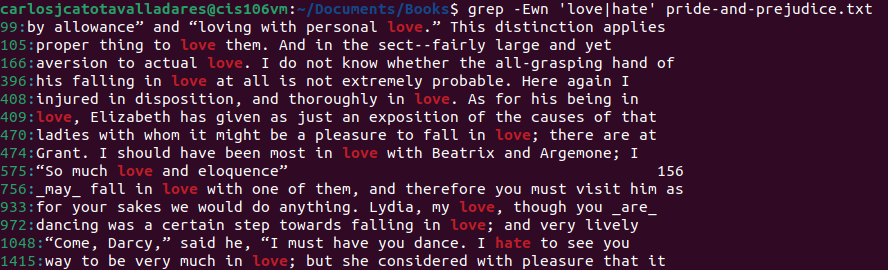 carlosjcatotavalladares@cis106vm:~/Documents/Books$ grep -Ewn 'love|hate' pride-and-prejudice.txt
99:by allowance” and “loving with personal love.” This distinction applies
105:proper thing to love them. And in the sect--fairly large and yet
166:aversion to actual love. I do not know whether the all-grasping hand of
396:his falling in love at all is not extremely probable. Here again I
408:injured in disposition, and thoroughly in love. As for his being in
409:love, Elizabeth has given as just an exposition of the causes of that
470:ladies with whom it might be a pleasure to fall in love; there are at
474:Grant. I should have been most in love with Beatrix and Argemone; I
575:“So much love and eloquence” 156
756:_may_ fall in love with one of them, and therefore you must visit him as
933:for your sakes we would do anything. Lydia, my love, though you _are_
972:dancing was a certain step towards falling in love; and very lively
1048:“Come, Darcy,” said he, “I must have you dance. I hate to see you
1415:way to be very much in love; but she considered with pleasure that it